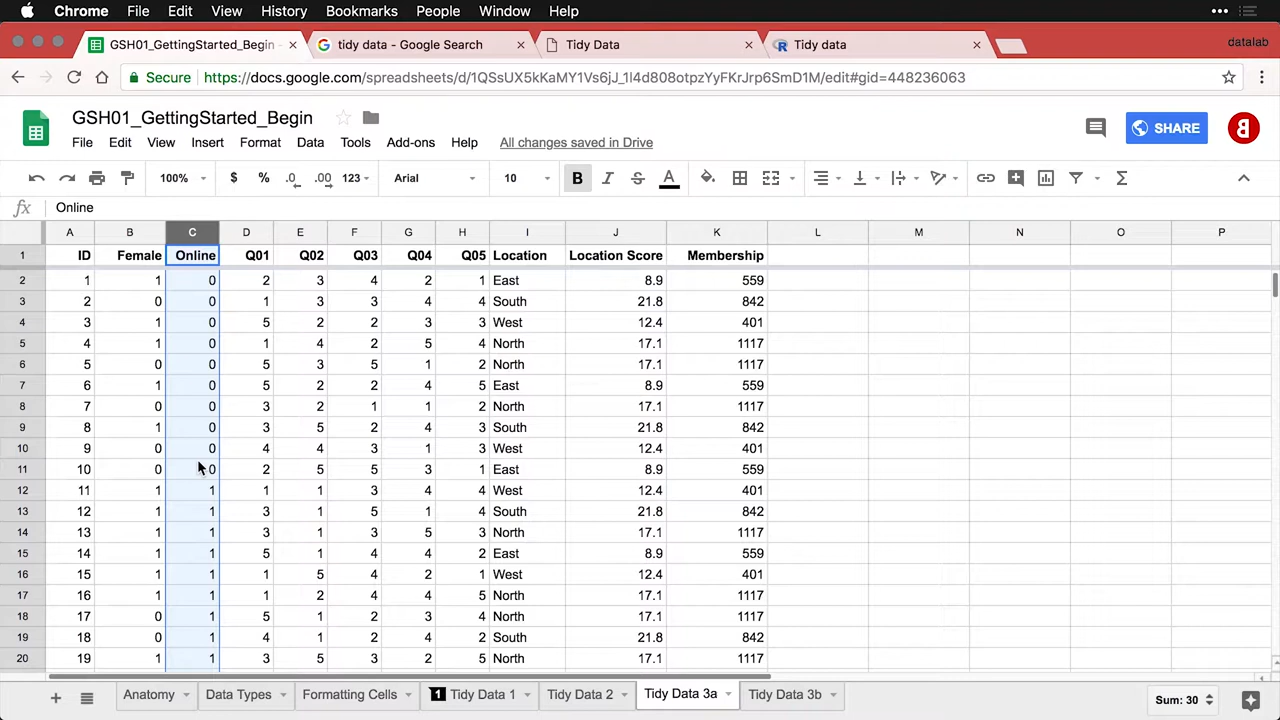 Chrome File Edit View History Bookmarks People Window Help
GSH01_GettingStarted_Begin - tidy data - Google Search Tidy Data Tidy data datalab
Secure https://docs.google.com/spreadsheets/d/1QSsUX5kKaMY1Vs6jJ_1l4d808otpzYyFKrJrp6SmD1M/edit#gid=448236063
GSH01_GettingStarted_Begin
SHARE
File Edit View Insert Format Data Tools Add-ons Help All changes saved in Drive
100% $ % .0 .00 123 Arial 10 B I S A Σ
fx Online
A B C D E F G H I J K L M N O P
1 ID Female Online Q01 Q02 Q03 Q04 Q05 Location Location Score Membership
2 1 1 0 2 3 4 2 1 East 8.9 559
3 2 0 0 1 3 3 4 4 South 21.8 842
4 3 1 0 5 2 2 3 3 West 12.4 401
5 4 1 0 1 4 2 5 4 North 17.1 1117
6 5 0 0 5 3 5 1 2 North 17.1 1117
7 6 1 0 5 2 2 4 5 East 8.9 559
8 7 0 0 3 2 1 1 2 North 17.1 1117
9 8 1 0 3 5 2 4 3 South 21.8 842
10 9 0 0 4 4 3 1 3 West 12.4 401
11 10 0 0 2 5 5 3 1 East 8.9 559
12 11 1 1 1 1 3 4 4 West 12.4 401
13 12 1 1 3 1 5 1 4 South 21.8 842
14 13 1 1 3 1 3 5 3 North 17.1 1117
15 14 1 1 5 1 4 4 2 East 8.9 559
16 15 1 1 1 5 4 2 1 West 12.4 401
17 16 1 1 1 2 4 4 5 North 17.1 1117
18 17 0 1 5 1 2 3 4 North 17.1 1117
19 18 0 1 4 1 2 4 2 South 21.8 842
20 19 1 1 3 5 3 2 5 North 17.1 1117
Anatomy Data Types Formatting Cells 1 Tidy Data 1 Tidy Data 2 Tidy Data 3a Tidy Data 3b Sum: 30